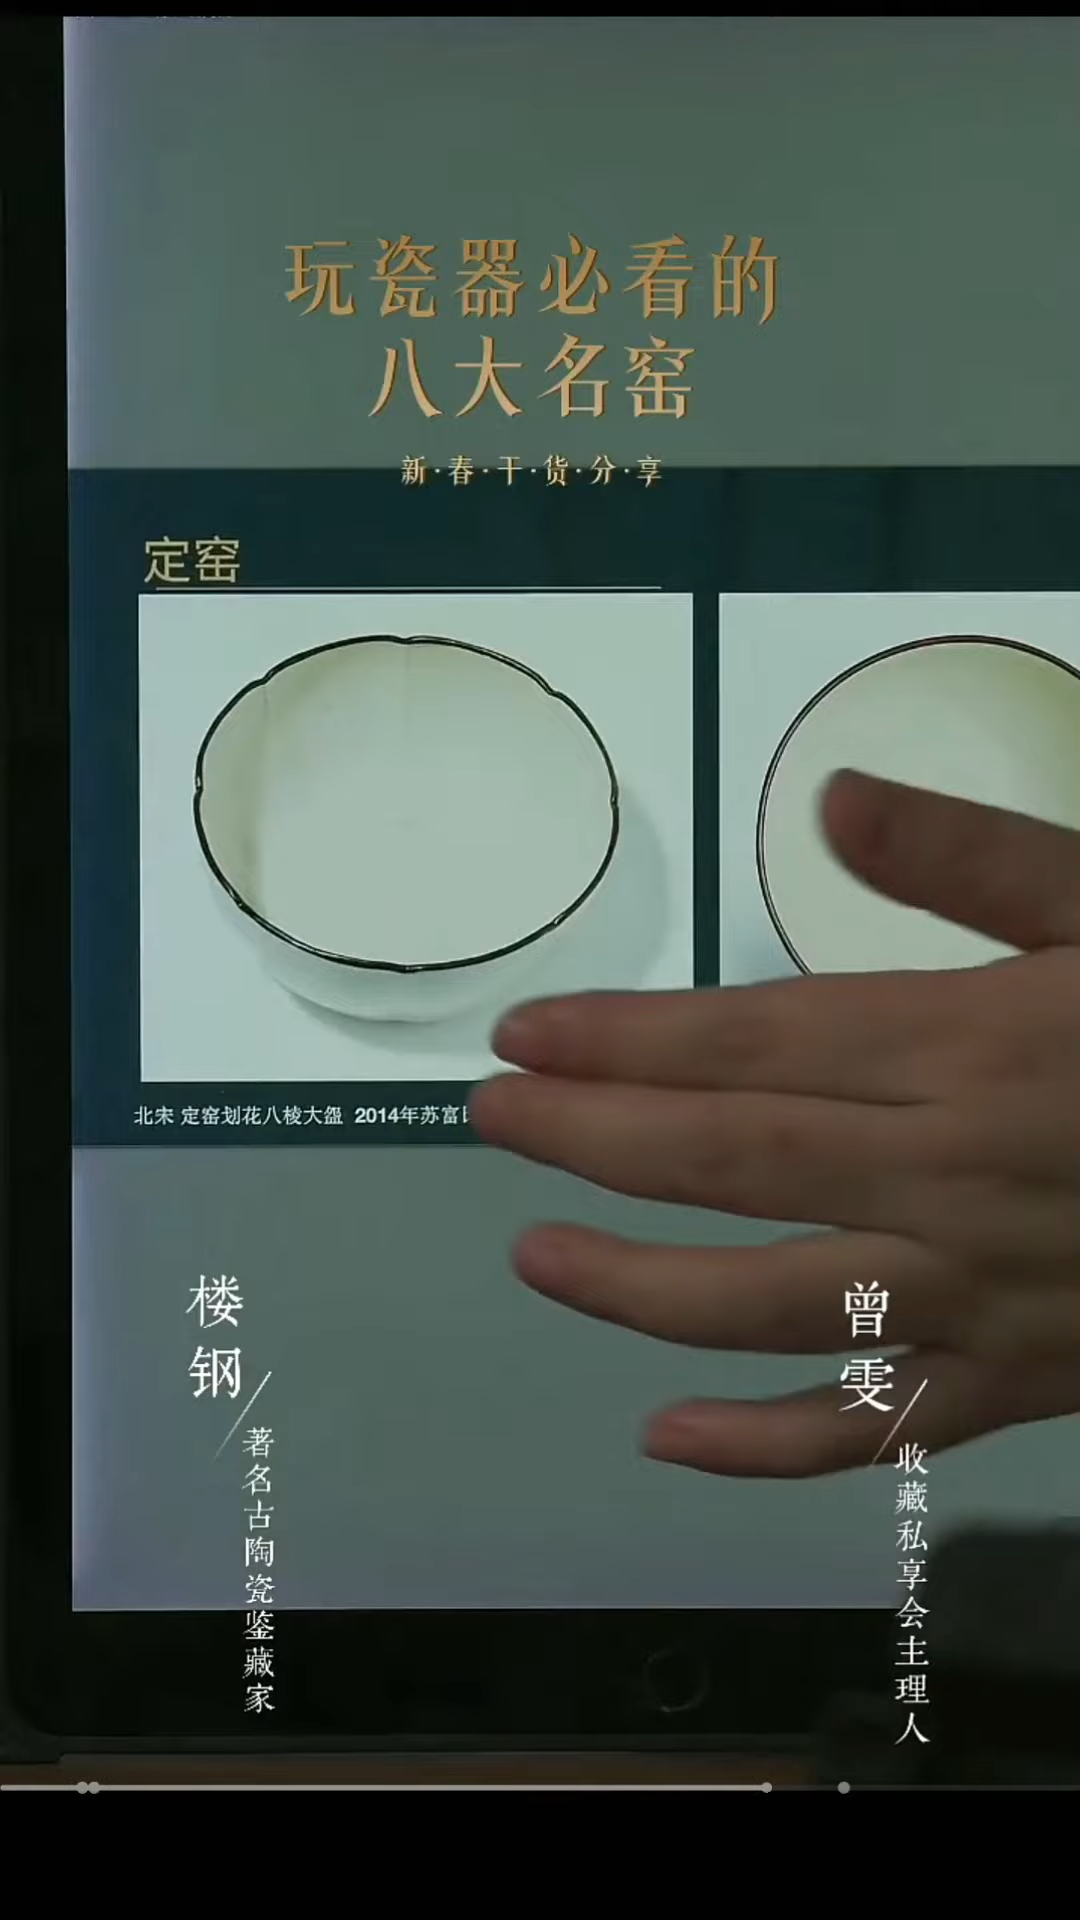 玩瓷器必看的
八大名窑
新·春·干·货·分·享
定窑
北宋 定窑划花八棱大盌 2014年苏富
楼钢
著名古陶瓷鉴藏家
曾雯
收藏私享会主理人